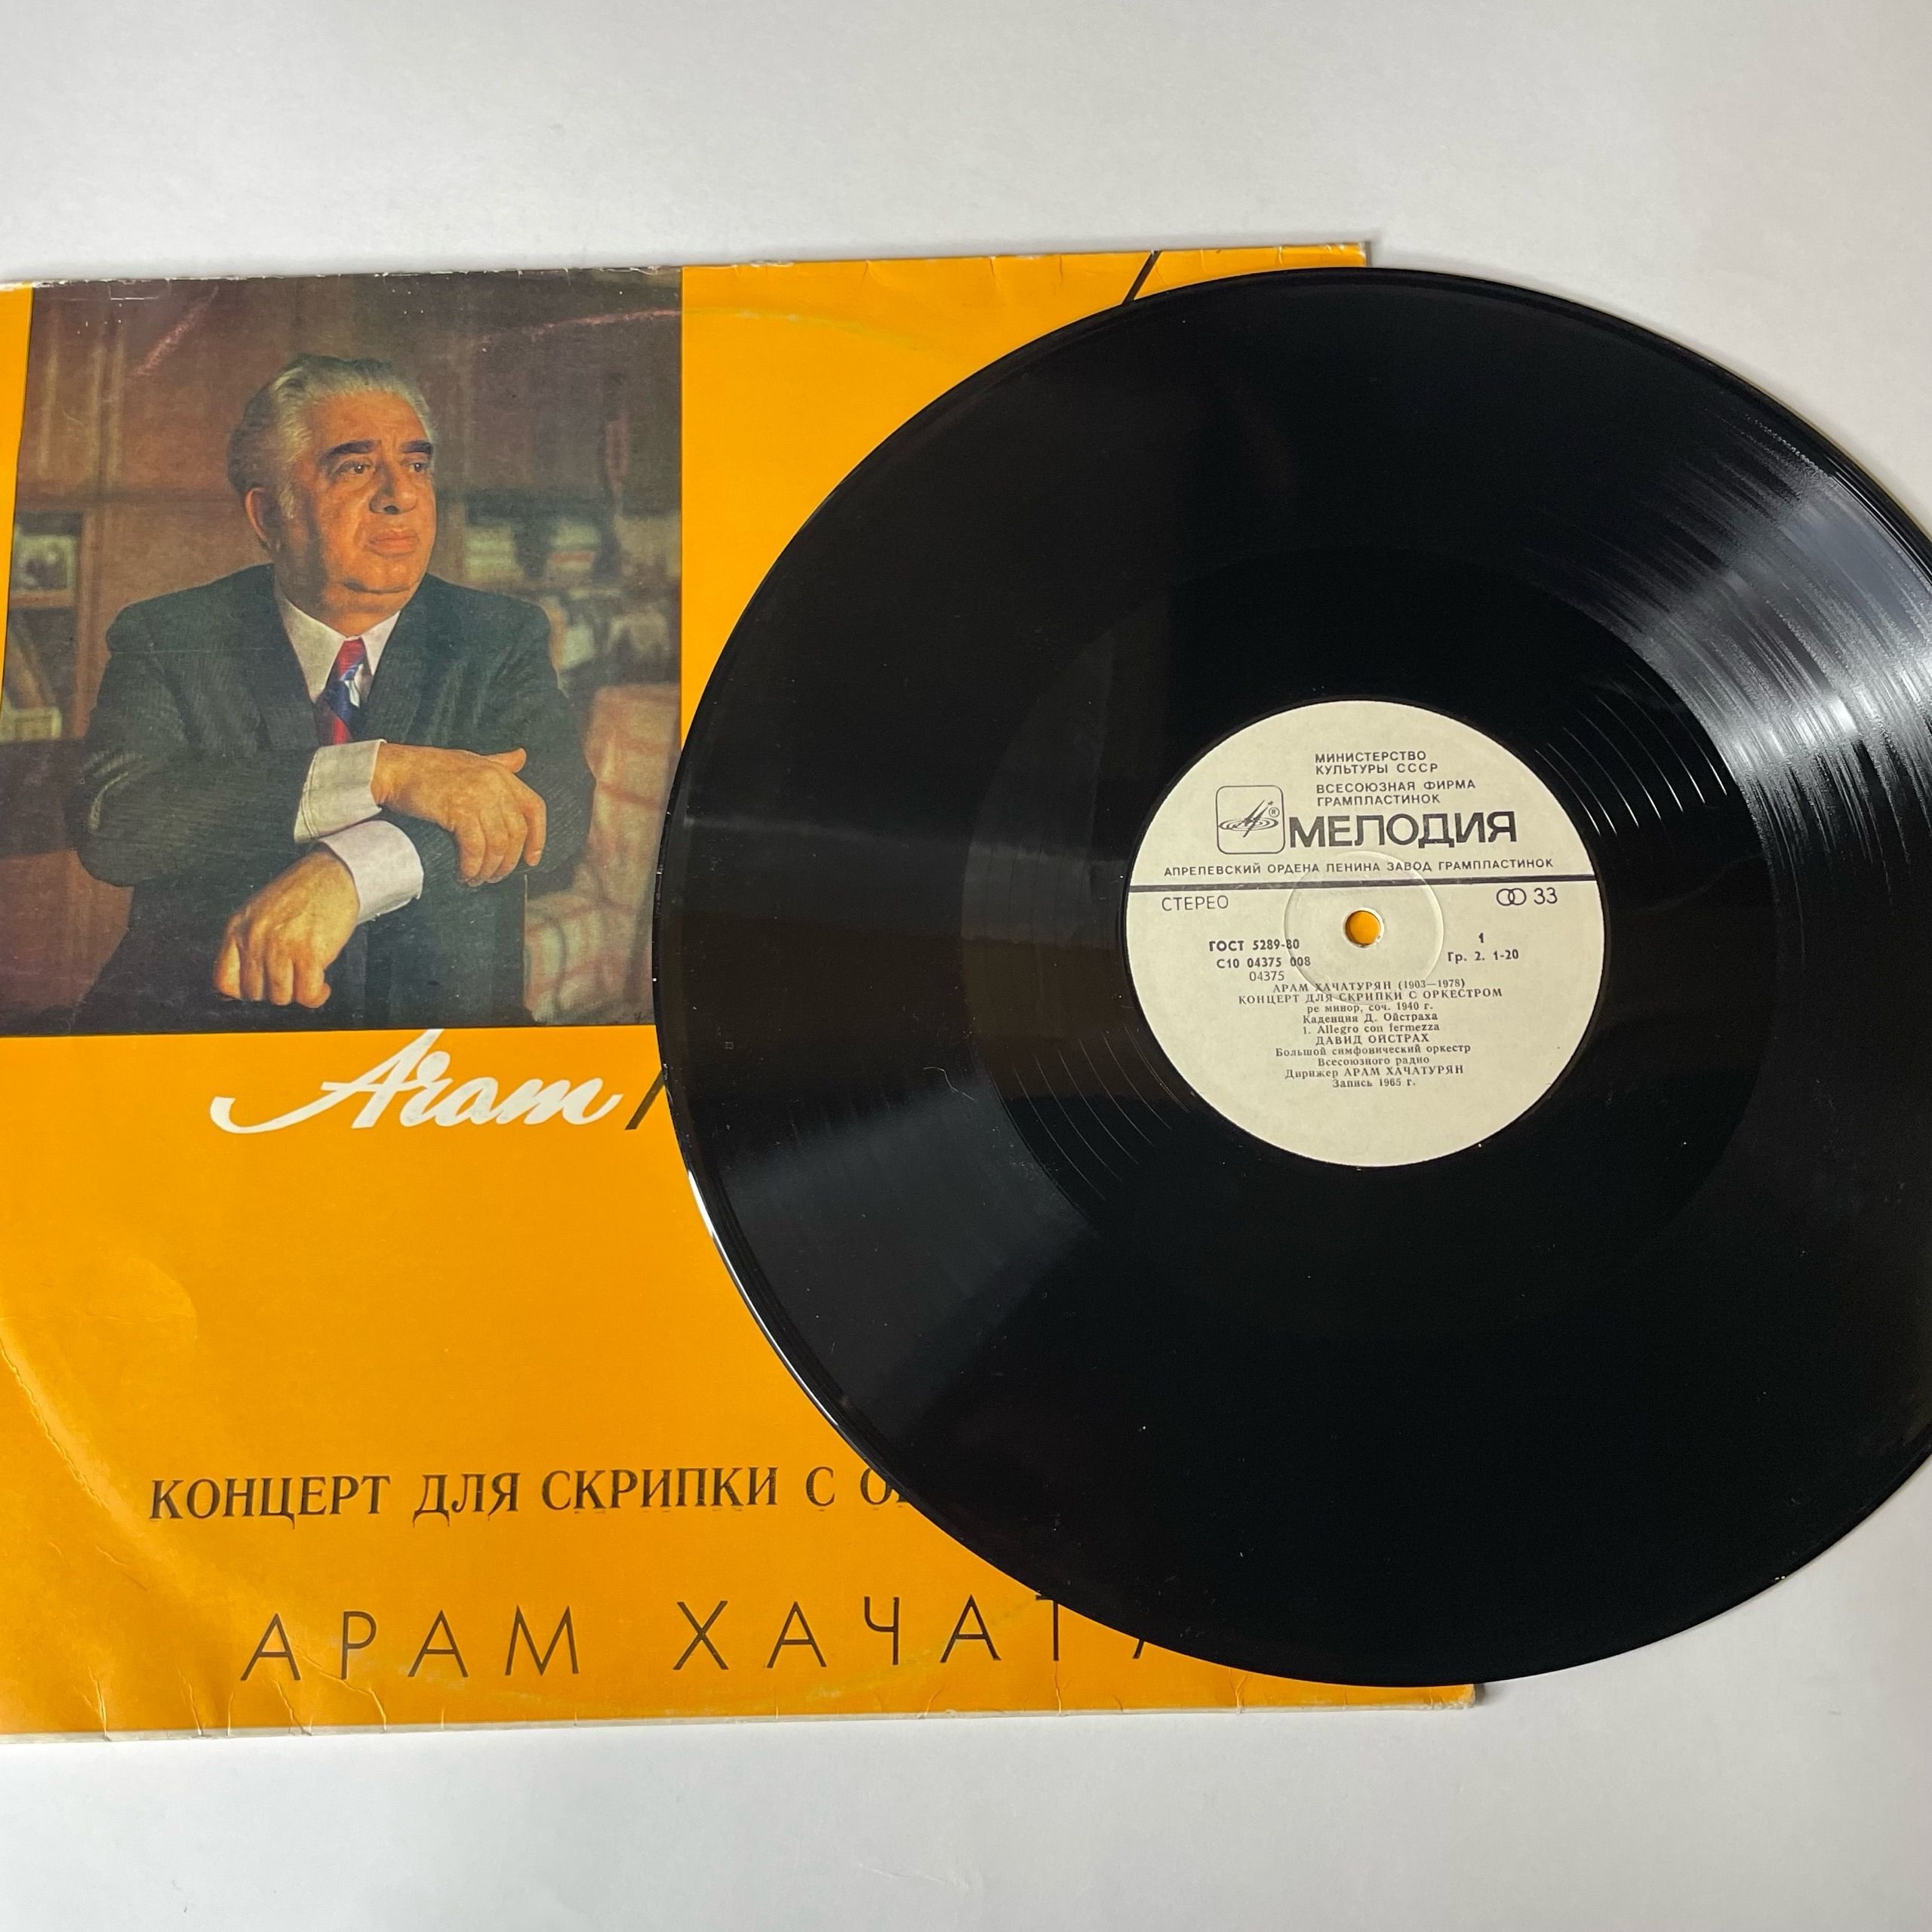 Aram
КОНЦЕРТ ДЛЯ СКРИПКИ С
АРАМ ХАЧАТ
МИНИСТЕРСТВО
КУЛЬТУРЫ СССР
ВСЕСОЮЗНАЯ ФИРМА
ГРАМПЛАСТИНОК
®
МЕЛОДИЯ
АПРЕЛЕВСКИЙ ОРДЕНА ЛЕНИНА ЗАВОД ГРАМПЛАСТИНОК
СТЕРЕО 33
ГОСТ 5289-80 1
С10 04375 008 Гр. 2. 1-20
04375
АРАМ ХАЧАТУРЯН (1903—1978)
КОНЦЕРТ ДЛЯ СКРИПКИ С ОРКЕСТРОМ
ре минор, соч. 1940 г.
Каденция Д. Ойстраха
1. Allegro con fermezza
ДАВИД ОЙСТРАХ
Большой симфонический оркестр
Всесоюзного радио
Дирижер АРАМ ХАЧАТУРЯН
Запись 1965 г.